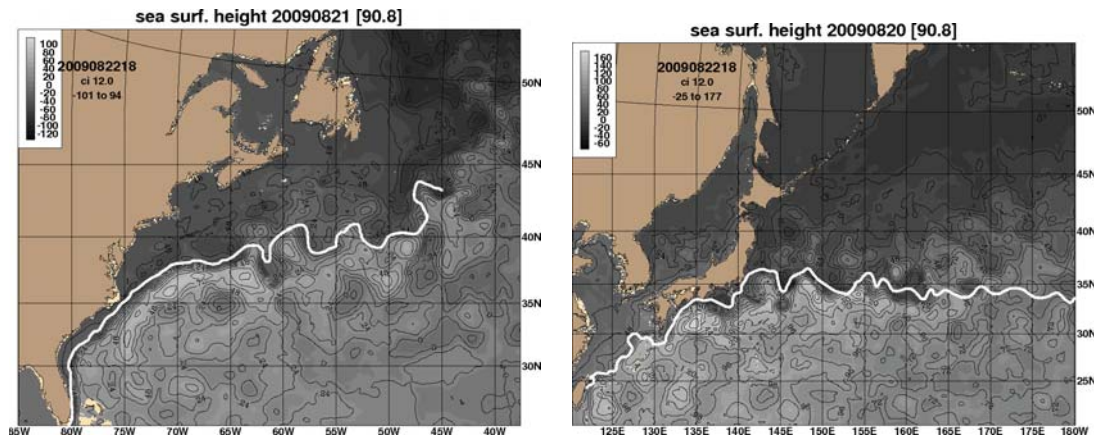 sea surf. height 20090821 [90.8]
100
80
60
40
20
0
-20
-40
-60
-80
-100
-120
2009082218
ci 12.0
-101 to 94
50N
45N
40N
35N
30N
85W 80W 75W 70W 65W 60W 55W 50W 45W 40W
sea surf. height 20090820 [90.8]
160
140
120
100
80
60
40
20
0
-20
-40
-60
2009082218
ci 12.0
-25 to 177
50N
45N
40N
35N
30N
25N
125E 130E 135E 140E 145E 150E 155E 160E 165E 170E 175E 180W